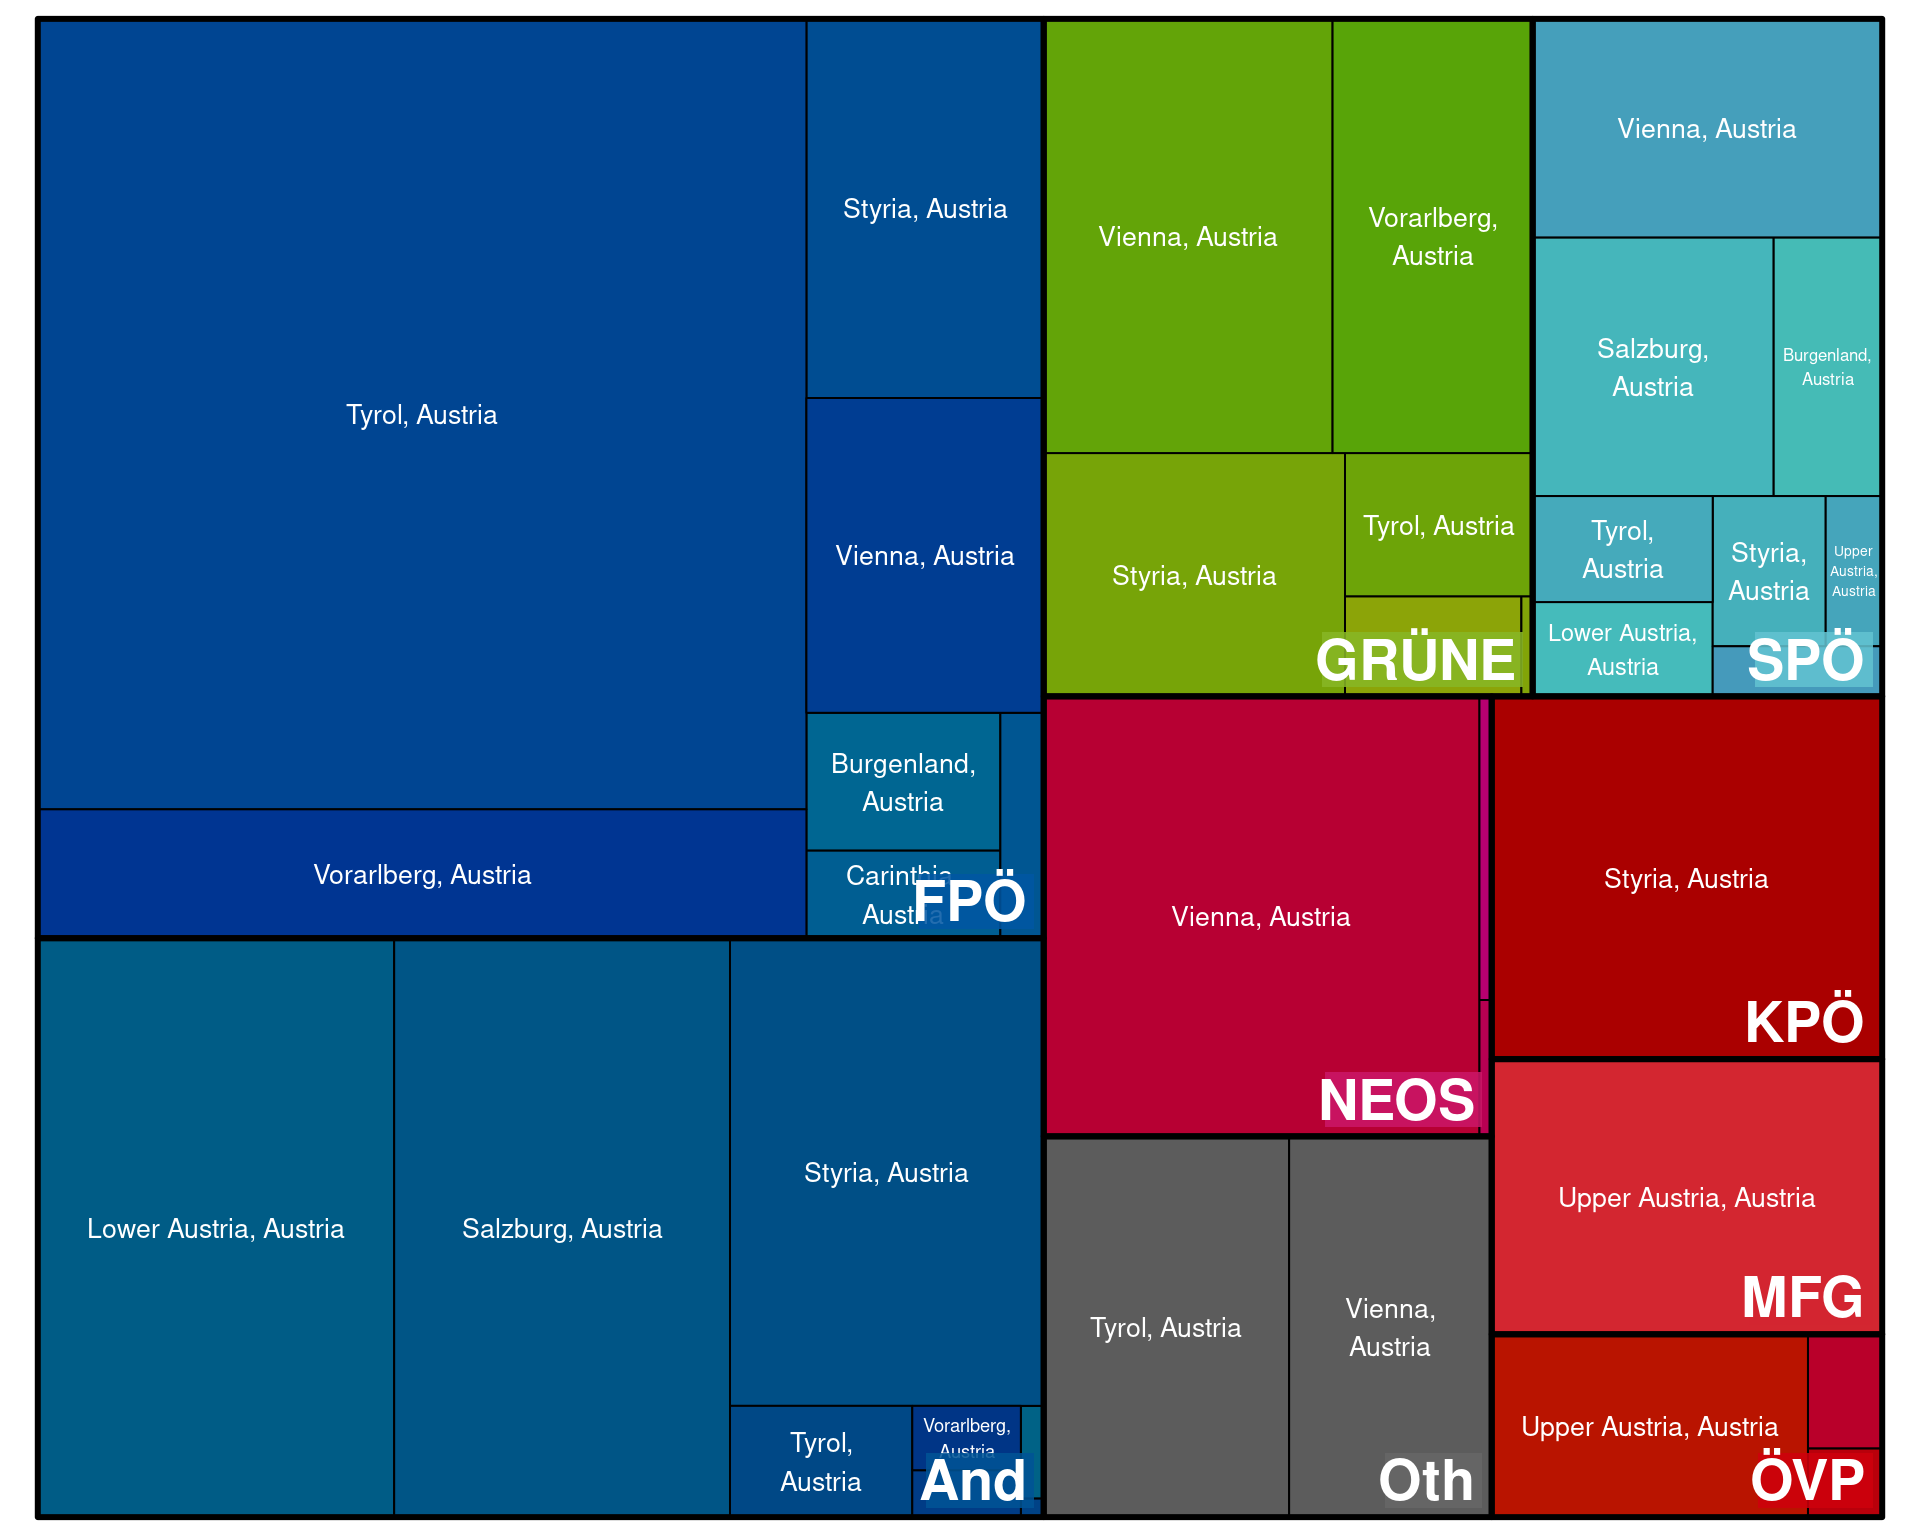 Tyrol, Austria
Styria, Austria
Vienna, Austria
Burgenland,
Austria
Carinthia,
Austria
Vorarlberg, Austria
FPÖ
Lower Austria, Austria
Salzburg, Austria
Styria, Austria
Tyrol,
Austria
Vorarlberg,
Austria
And
Vienna, Austria
Vorarlberg,
Austria
Styria, Austria
Tyrol, Austria
GRÜNE
Vienna, Austria
Salzburg,
Austria
Burgenland,
Austria
Tyrol,
Austria
Styria,
Austria
Upper
Austria,
Austria
Lower Austria,
Austria
SPÖ
Vienna, Austria
NEOS
Styria, Austria
KPÖ
Upper Austria, Austria
MFG
Tyrol, Austria
Vienna,
Austria
Oth
Upper Austria, Austria
ÖVP